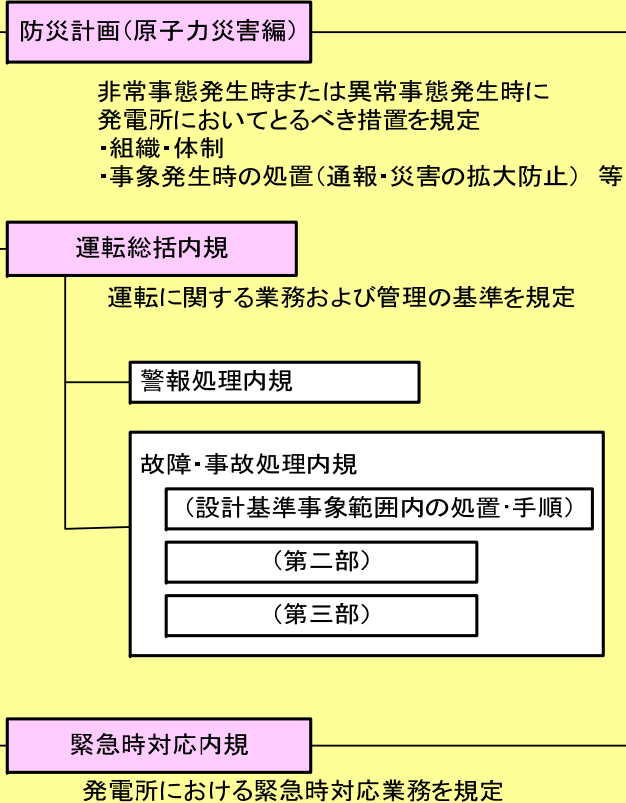 防災計画(原子力災害編)
非常事態発生時または異常事態発生時に
発電所においてとるべき措置を規定
・組織・体制
・事象発生時の処置(通報・災害の拡大防止) 等
運転総括内規
運転に関する業務および管理の基準を規定
警報処理内規
故障・事故処理内規
(設計基準事象範囲内の処置・手順)
(第二部)
(第三部)
緊急時対応内規
発電所における緊急時対応業務を規定